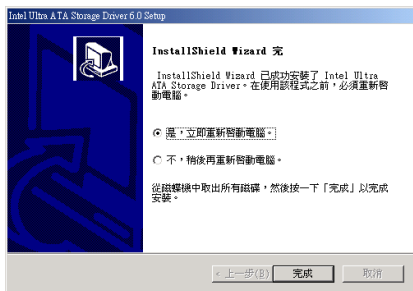 Intel Ultra ATA Storage Driver 6.0 Setup
InstallShield Wizard 完
InstallShield Wizard 已成功安裝了 Intel Ultra
ATA Storage Driver。在使用該程式之前，必須重新啓
動電腦。
是，立即重新啓動電腦。
不，稍後再重新啓動電腦。
從磁碟機中取出所有磁碟，然後按一下「完成」以完成
安裝。
< 上一步(B)
完成
取消